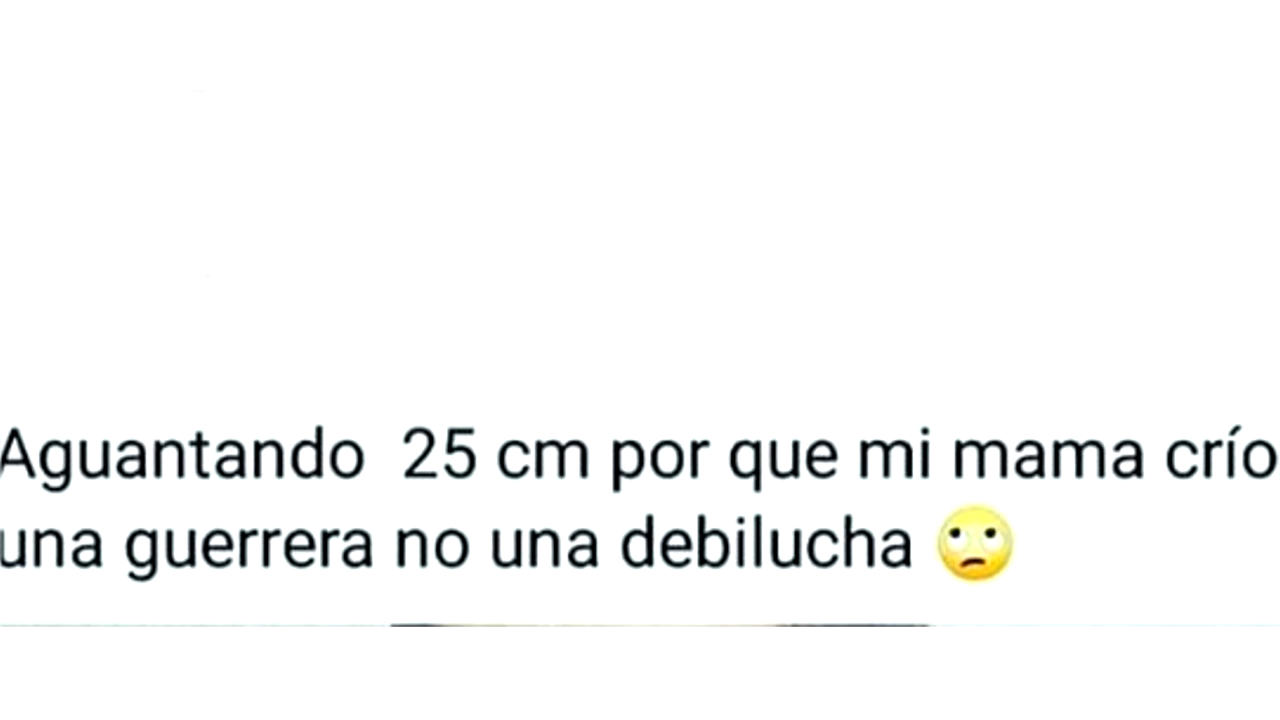 Aguantando  25 cm por que mi mama crío
una guerrera no una debilucha 🙄